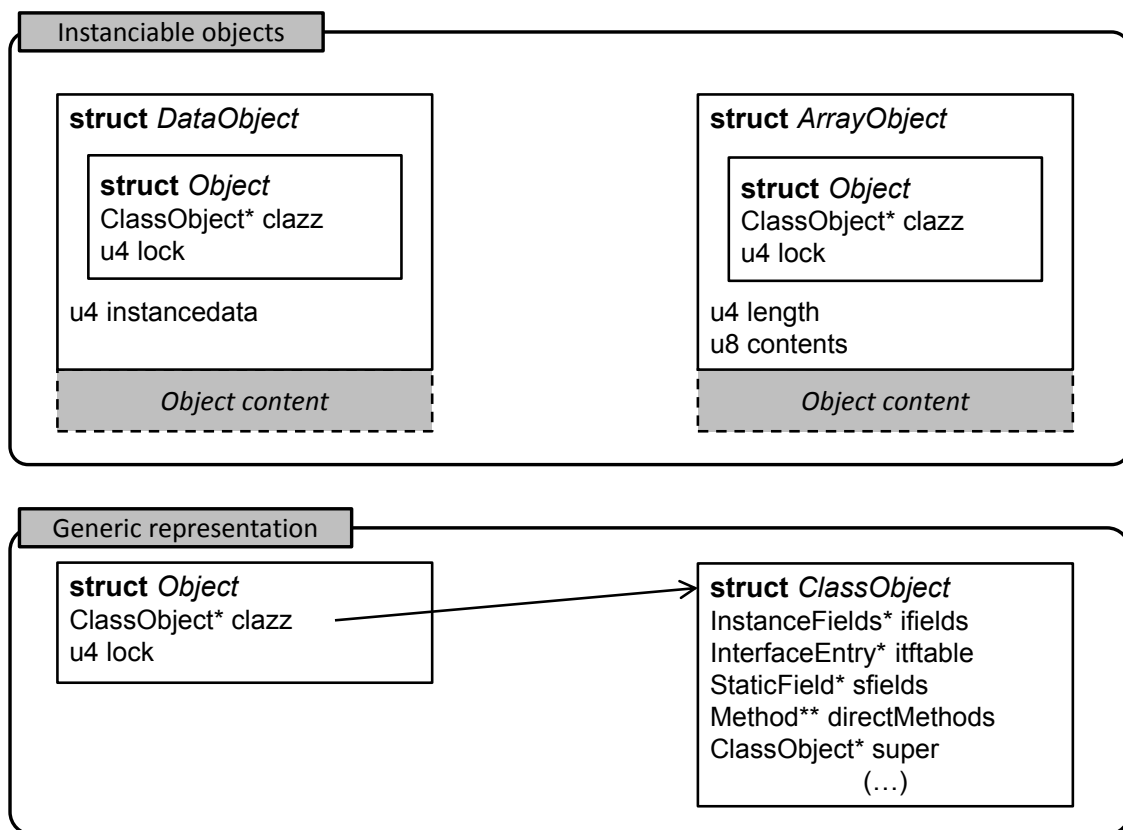 Instanciable objects
struct DataObject
struct Object
ClassObject* clazz
u4 lock
u4 instancedata
Object content
struct ArrayObject
struct Object
ClassObject* clazz
u4 lock
u4 length
u8 contents
Object content
Generic representation
struct Object
ClassObject* clazz
u4 lock
struct ClassObject
InstanceFields* ifields
InterfaceEntry* itftable
StaticField* sfields
Method** directMethods
ClassObject* super
(…)